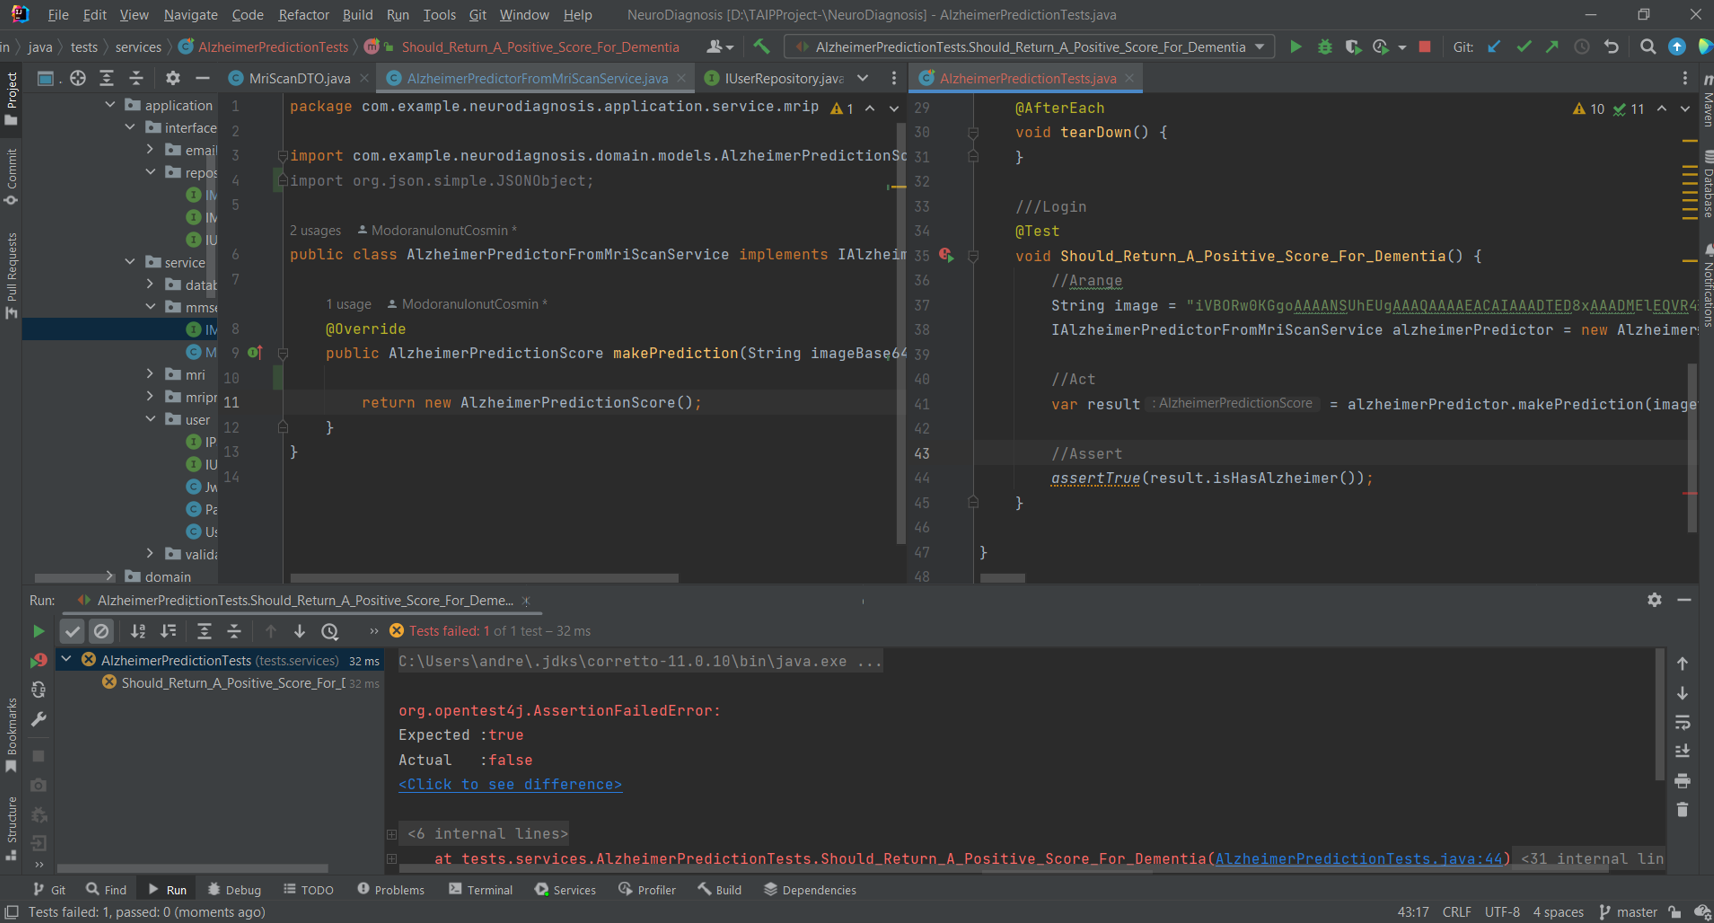 File Edit View Navigate Code Refactor Build Run Tools Git Window Help NeuroDiagnosis [D:\TAIPProject-\NeuroDiagnosis] - AlzheimerPredictionTests.java
in java tests services AlzheimerPredictionTests Should_Return_A_Positive_Score_For_Dementia AlzheimerPredictionTests.Should_Return_A_Positive_Score_For_Dementia Git:
MriScanDTO.java AlzheimerPredictorFromMriScanService.java IUserRepository.java AlzheimerPredictionTests.java
Project
Commit
Pull Requests
Bookmarks
Structure
application
interface
email
repos
IM
IM
IU
service
datab
mmse
IM
M
mri
mripr
user
IP
IU
Jw
Pa
Us
valida
domain
1 package com.example.neurodiagnosis.application.service.mrip 1
2
3 import com.example.neurodiagnosis.domain.models.AlzheimerPredictionSc
4 import org.json.simple.JSONObject;
5
2 usages ModoranuIonutCosmin *
6 public class AlzheimerPredictorFromMriScanService implements IAlzheim
7
1 usage ModoranuIonutCosmin *
8 @Override
9 public AlzheimerPredictionScore makePrediction(String imageBase64
10
11 return new AlzheimerPredictionScore();
12 }
13 }
14
29 @AfterEach 10 11
30 void tearDown() {
31 }
32
33 ///Login
34 @Test
35 void Should_Return_A_Positive_Score_For_Dementia() {
36 //Arange
37 String image = "iVBORw0KGgoAAAANSUhEUgAAAQAAAAEACAIAAADTED8xAAADMElEQVR4
38 IAlzheimerPredictorFromMriScanService alzheimerPredictor = new Alzheimer
39
40 //Act
41 var result : AlzheimerPredictionScore = alzheimerPredictor.makePrediction(image
42
43 //Assert
44 assertTrue(result.isHasAlzheimer());
45 }
46
47 }
48
Maven
Database
Notifications
Run: AlzheimerPredictionTests.Should_Return_A_Positive_Score_For_Deme...
Tests failed: 1 of 1 test – 32 ms
AlzheimerPredictionTests (tests.services) 32 ms
Should_Return_A_Positive_Score_For_D 32 ms
C:\Users\andre\.jdks\corretto-11.0.10\bin\java.exe ...
org.opentest4j.AssertionFailedError:
Expected :true
Actual :false
<Click to see difference>
<6 internal lines>
at tests.services.AlzheimerPredictionTests.Should_Return_A_Positive_Score_For_Dementia(AlzheimerPredictionTests.java:44) <31 internal lin
Git Find Run Debug TODO Problems Terminal Services Profiler Build Dependencies
Tests failed: 1, passed: 0 (moments ago) 43:17 CRLF UTF-8 4 spaces master